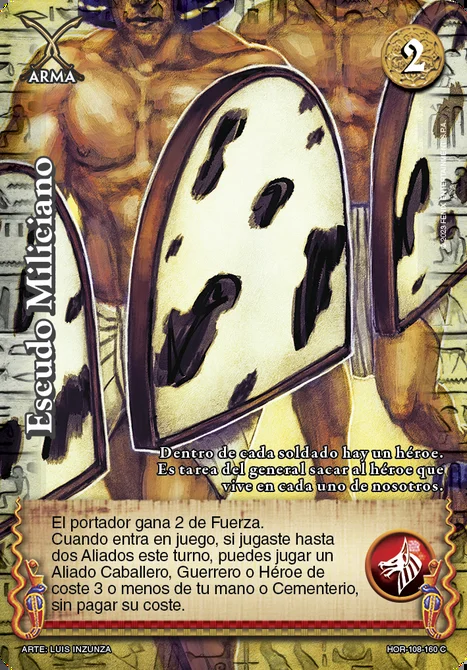 ARMA
2
Escudo Miliciano
Dentro de cada soldado hay un héroe.
Es tarea del general sacar al héroe que
vive en cada uno de nosotros.
El portador gana 2 de Fuerza.
Cuando entra en juego, si jugaste hasta
dos Aliados este turno, puedes jugar un
Aliado Caballero, Guerrero o Héroe de
coste 3 o menos de tu mano o Cementerio,
sin pagar su coste.
ARTE: LUIS INZUNZA
HOR-108-160 C